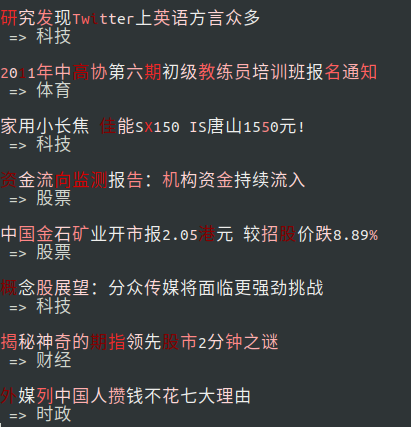 研究发现Twitter上英语方言众多
=> 科技
2011年中高协第六期初级教练员培训班报名通知
=> 体育
家用小长焦 佳能SX150 IS唐山1550元!
=> 科技
资金流向监测报告：机构资金持续流入
=> 股票
中国金石矿业开市报2.05港元 较招股价跌8.89%
=> 股票
概念股展望：分众传媒将面临更强劲挑战
=> 科技
揭秘神奇的期指领先股市2分钟之谜
=> 财经
外媒列中国人攒钱不花七大理由
=> 时政